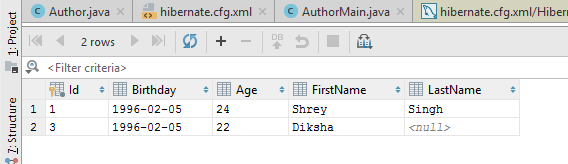 Author.java hibernate.cfg.xml AuthorMain.java hibernate.cfg.xml/Hiber
1: Project
2 rows DB
<Filter criteria>
Id Birthday Age FirstName LastName
1 1 1996-02-05 24 Shrey Singh
2 3 1996-02-05 22 Diksha <null>
7: Structure